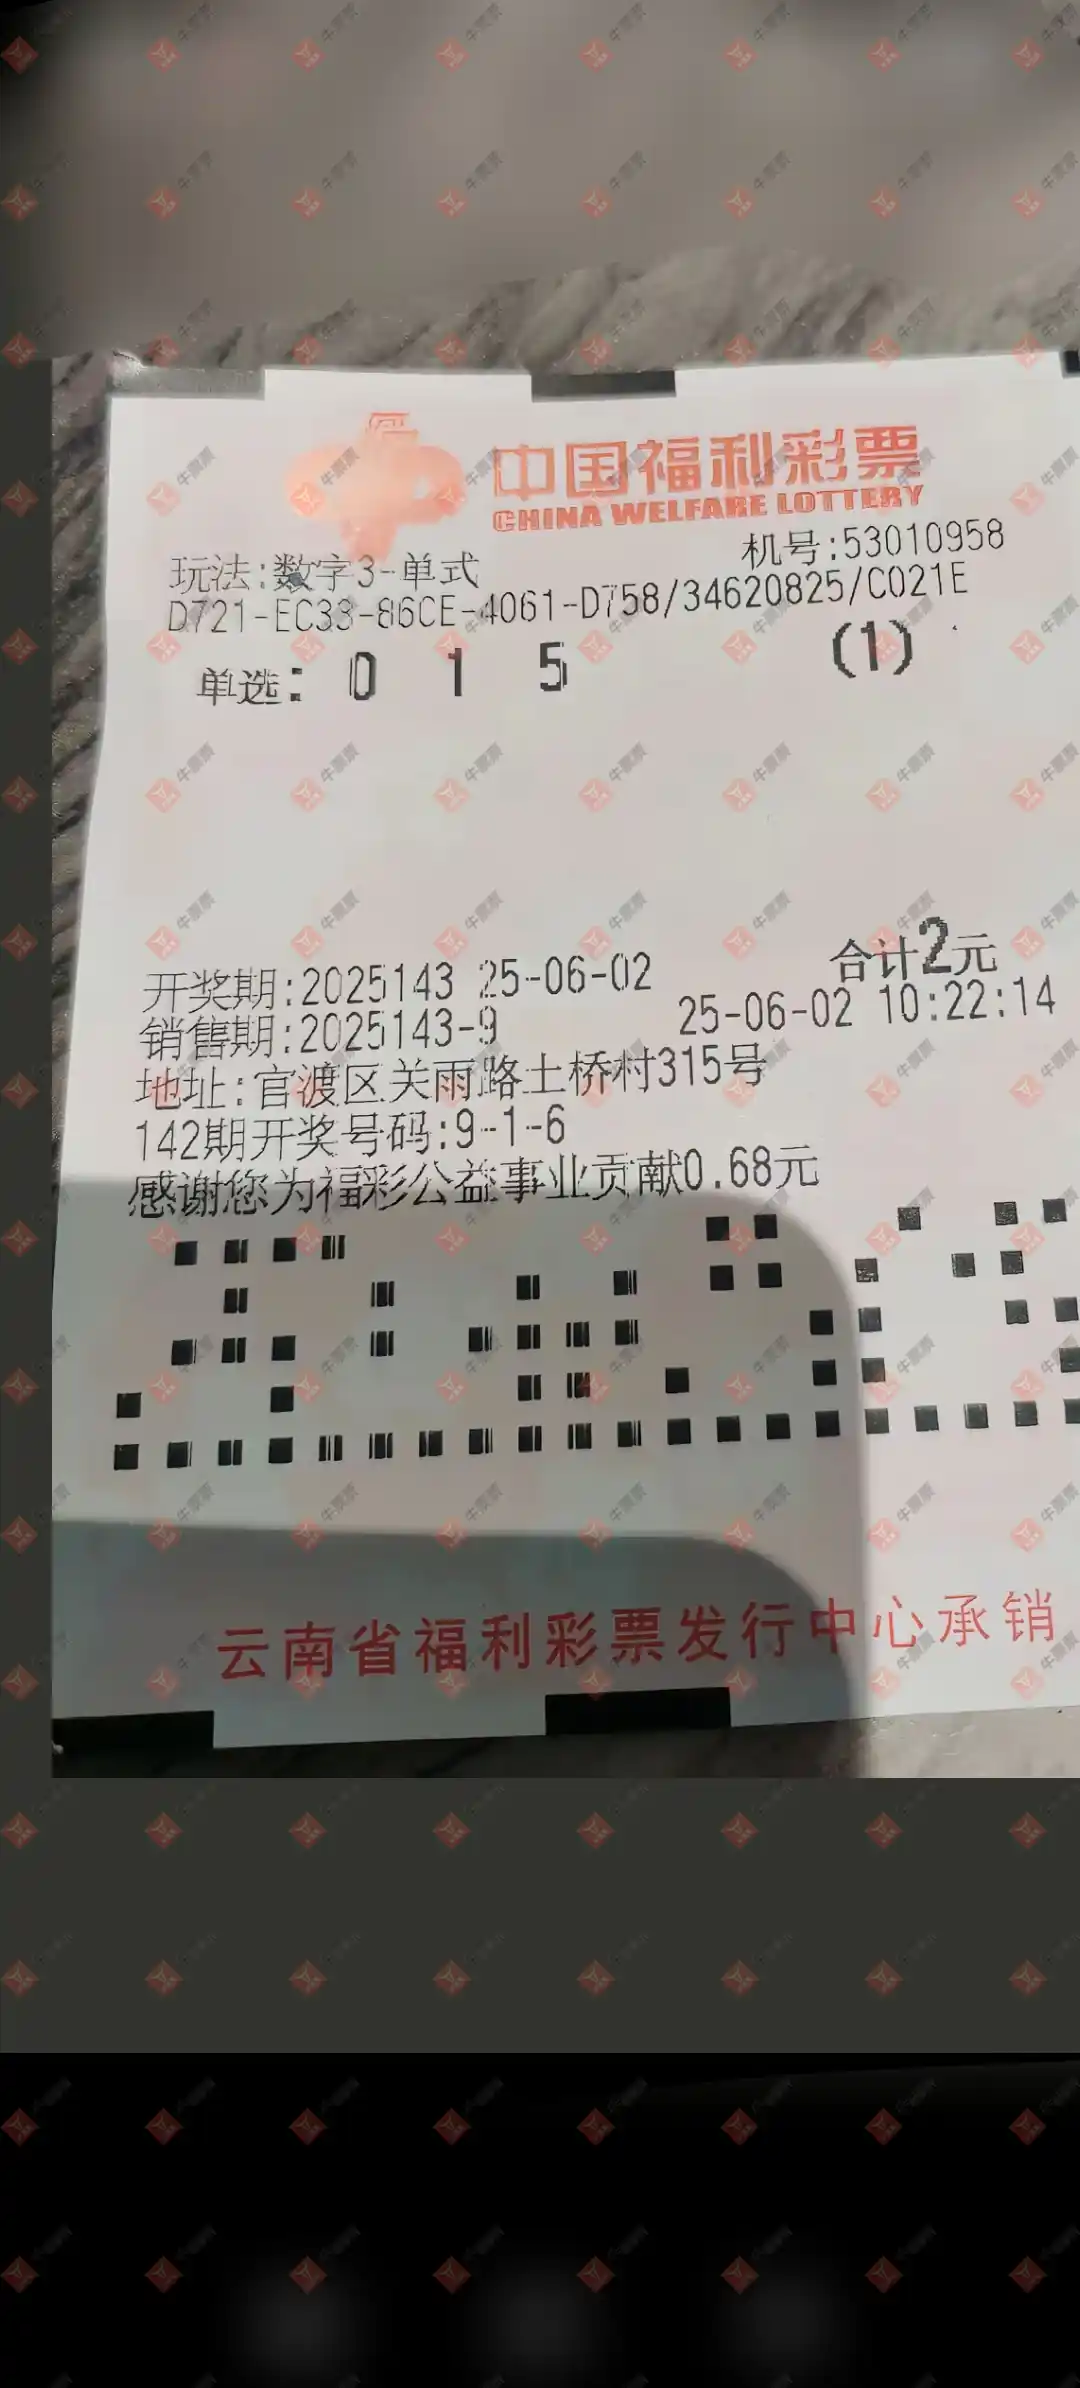 中国福利彩票
CHINA WELFARE LOTTERY
机号:53010958
玩法:数字3-单式
D721-EC33-86CE-4061-D758/34620825/C021E
单选: 0 1 5 (1)
合计2元
开奖期:2025143 25-06-02
销售期:2025143-9 25-06-02 10:22:14
地址:官渡区关雨路土桥村315号
142期开奖号码:9-1-6
感谢您为福彩公益事业贡献0.68元
云南省福利彩票发行中心承销
牛票票